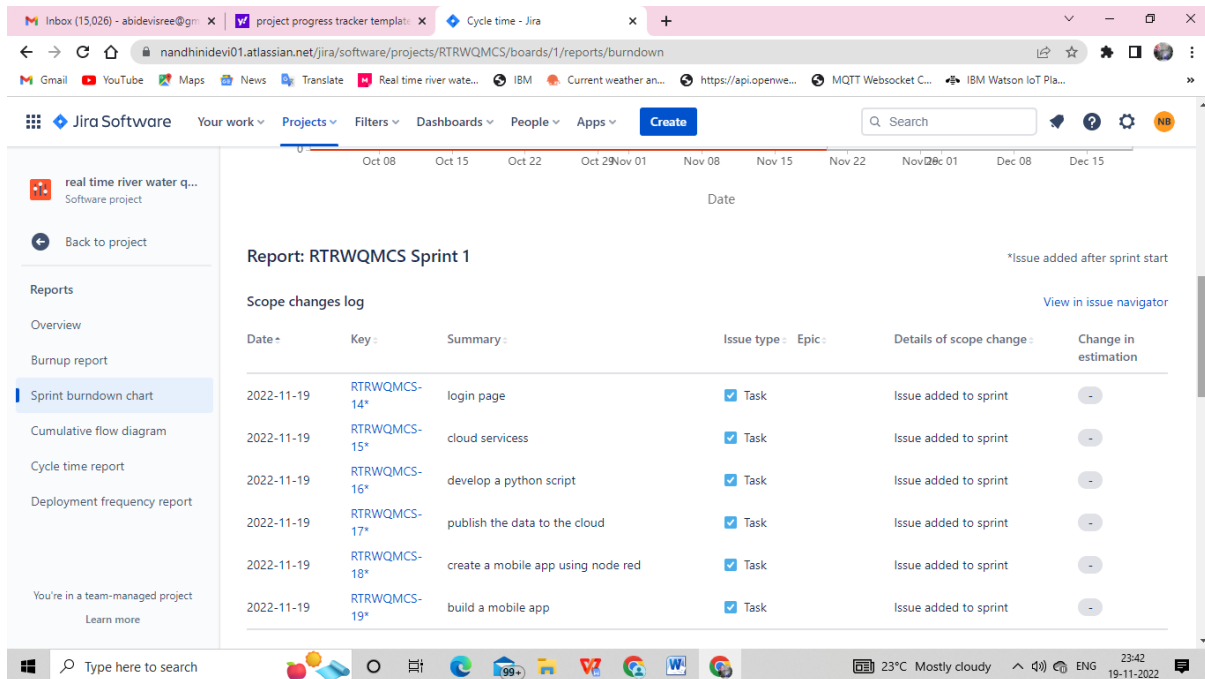 Inbox (15,026) - abidevisree@gm
project progress tracker template
Cycle time - Jira
nandhinidevi01.atlassian.net/jira/software/projects/RTRWQMCS/boards/1/reports/burndown
Gmail YouTube Maps News Translate Real time river wate... IBM Current weather an... https://api.openwe... MQTT Websocket C... IBM Watson IoT Pla... »
Jira Software Your work Projects Filters Dashboards People Apps Create Search NB
0
Oct 08 Oct 15 Oct 22 Oct 29 Nov 01 Nov 08 Nov 15 Nov 22 Dec 01 Dec 08 Dec 15
Date
real time river water q...
Software project
Back to project
Reports
Overview
Burnup report
Sprint burndown chart
Cumulative flow diagram
Cycle time report
Deployment frequency report
You're in a team-managed project
Learn more
Report: RTRWQMCS Sprint 1
*Issue added after sprint start
Scope changes log
View in issue navigator
Date Key Summary Issue type Epic Details of scope change Change in
estimation
2022-11-19 RTRWQMCS-
14* login page Task Issue added to sprint -
2022-11-19 RTRWQMCS-
15* cloud servicess Task Issue added to sprint -
2022-11-19 RTRWQMCS-
16* develop a python script Task Issue added to sprint -
2022-11-19 RTRWQMCS-
17* publish the data to the cloud Task Issue added to sprint -
2022-11-19 RTRWQMCS-
18* create a mobile app using node red Task Issue added to sprint -
2022-11-19 RTRWQMCS-
19* build a mobile app Task Issue added to sprint -
Type here to search
99+
23°C Mostly cloudy
ENG
23:42
19-11-2022